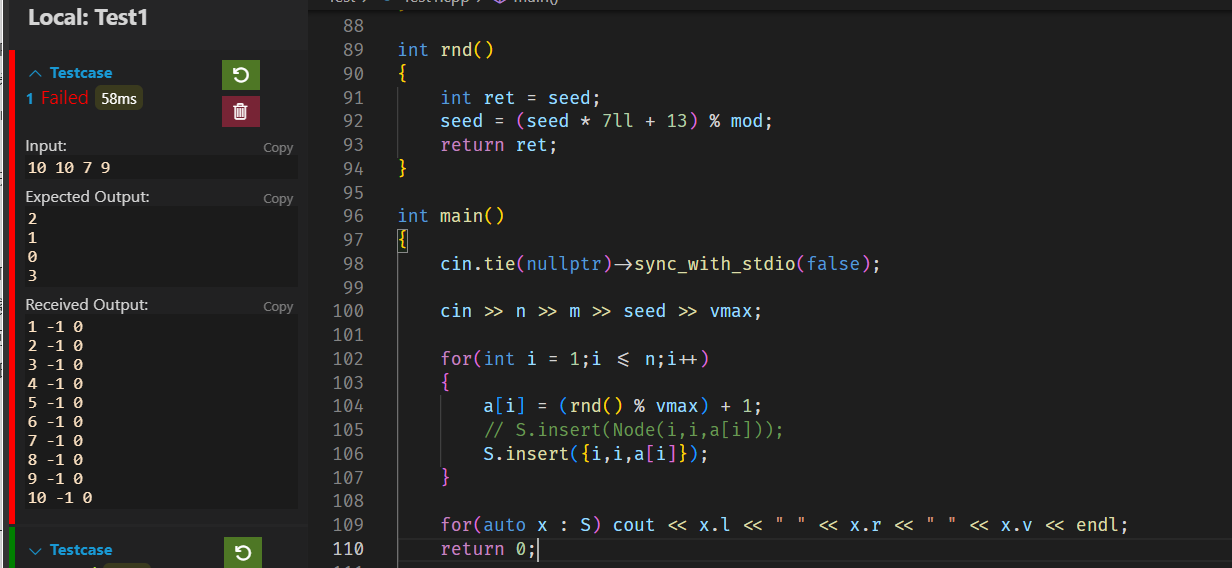 Local: Test1
Testcase
1 Failed 58ms
Input:
Copy
10 10 7 9
Expected Output:
Copy
2
1
0
3
Received Output:
Copy
1 -1 0
2 -1 0
3 -1 0
4 -1 0
5 -1 0
6 -1 0
7 -1 0
8 -1 0
9 -1 0
10 -1 0
Testcase
88
89 int rnd()
90 {
91 int ret = seed;
92 seed = (seed * 7ll + 13) % mod;
93 return ret;
94 }
95
96 int main()
97 {
98 cin.tie(nullptr)->sync_with_stdio(false);
99
100 cin >> n >> m >> seed >> vmax;
101
102 for(int i = 1;i <= n;i++)
103 {
104 a[i] = (rnd() % vmax) + 1;
105 // S.insert(Node(i,i,a[i]));
106 S.insert({i,i,a[i]});
107 }
108
109 for(auto x : S) cout << x.l << " " << x.r << " " << x.v << endl;
110 return 0;